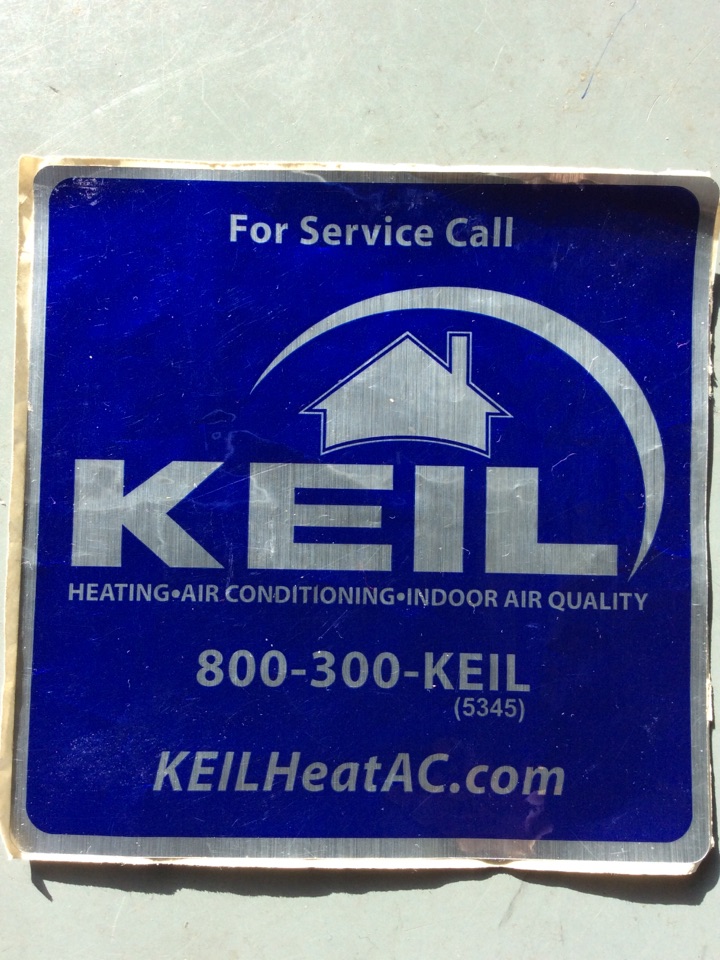 For Service Call
KEIL
HEATING•AIR CONDITIONING•INDOOR AIR QUALITY
800-300-KEIL
(5345)
KEILHeatAC.com